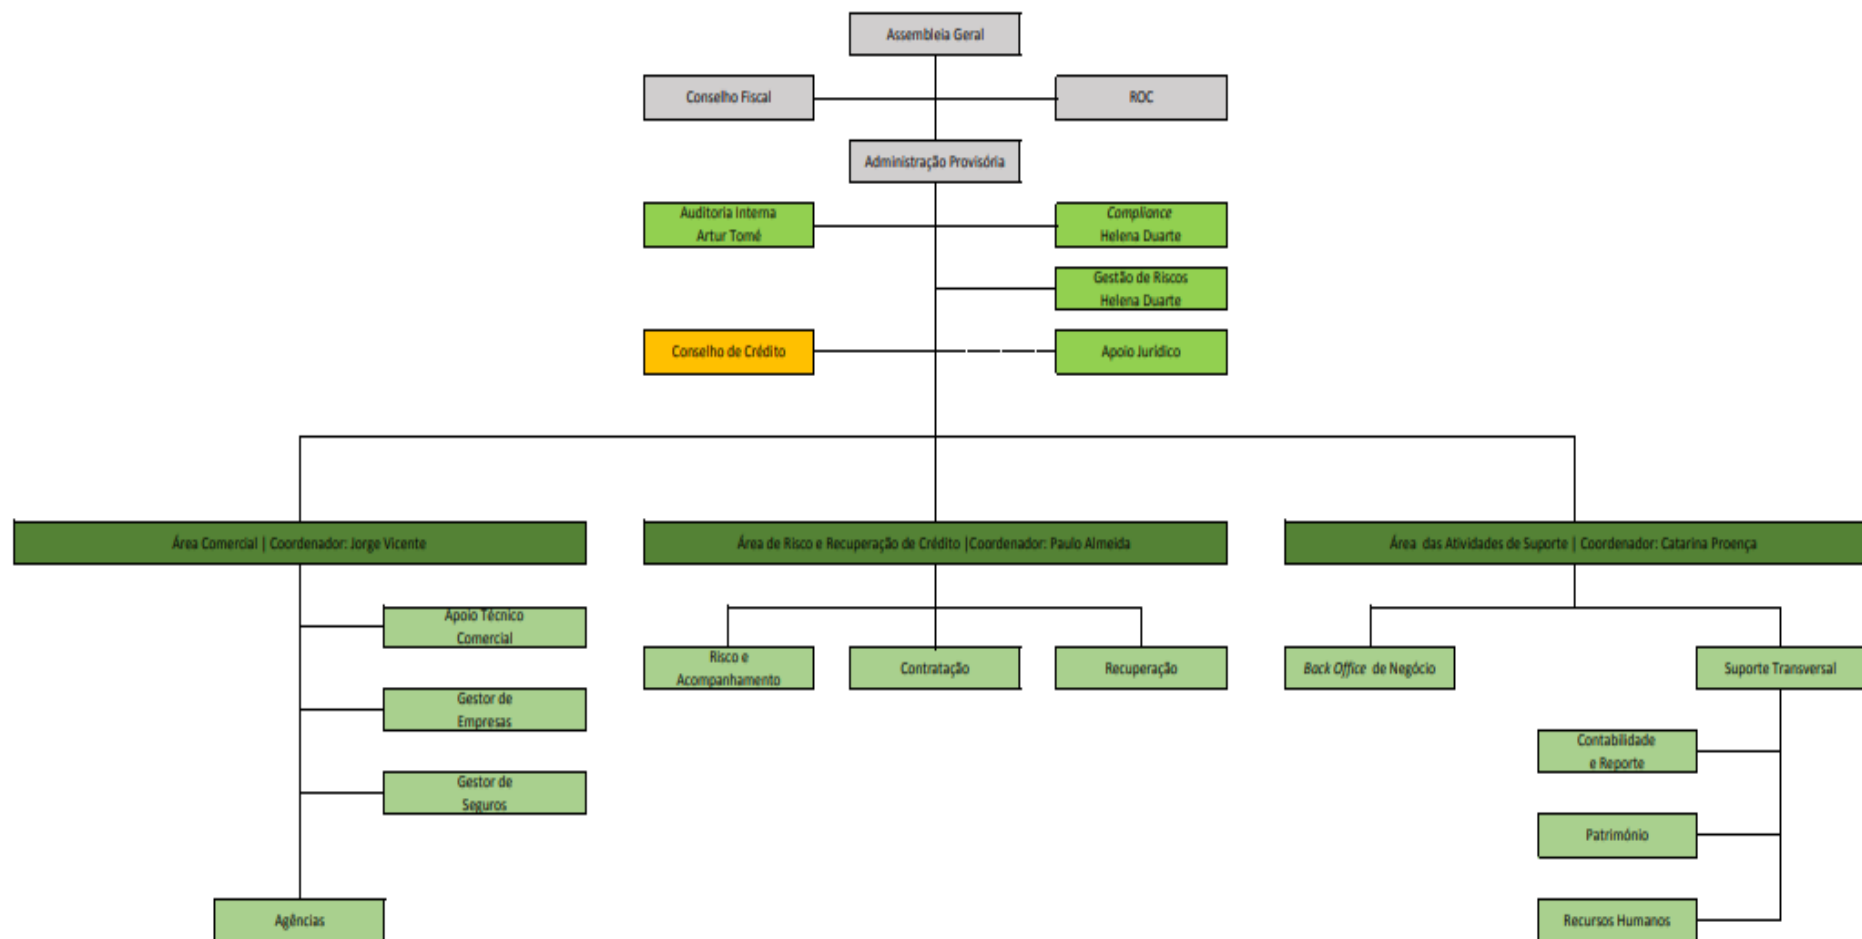 Assembleia Geral
Conselho Fiscal
ROC
Administração Provisória
Auditoria Interna
Artur Tomé
Compliance
Helena Duarte
Gestão de Riscos
Helena Duarte
Conselho de Crédito
Apoio Jurídico
Área Comercial | Coordenador: Jorge Vicente
Área de Risco e Recuperação de Crédito |Coordenador: Paulo Almeida
Área das Atividades de Suporte | Coordenador: Catarina Proença
Apoio Técnico
Comercial
Gestor de
Empresas
Gestor de
Seguros
Agências
Risco e
Acompanhamento
Contratação
Recuperação
Back Office de Negócio
Suporte Transversal
Contabilidade
e Reporte
Património
Recursos Humanos